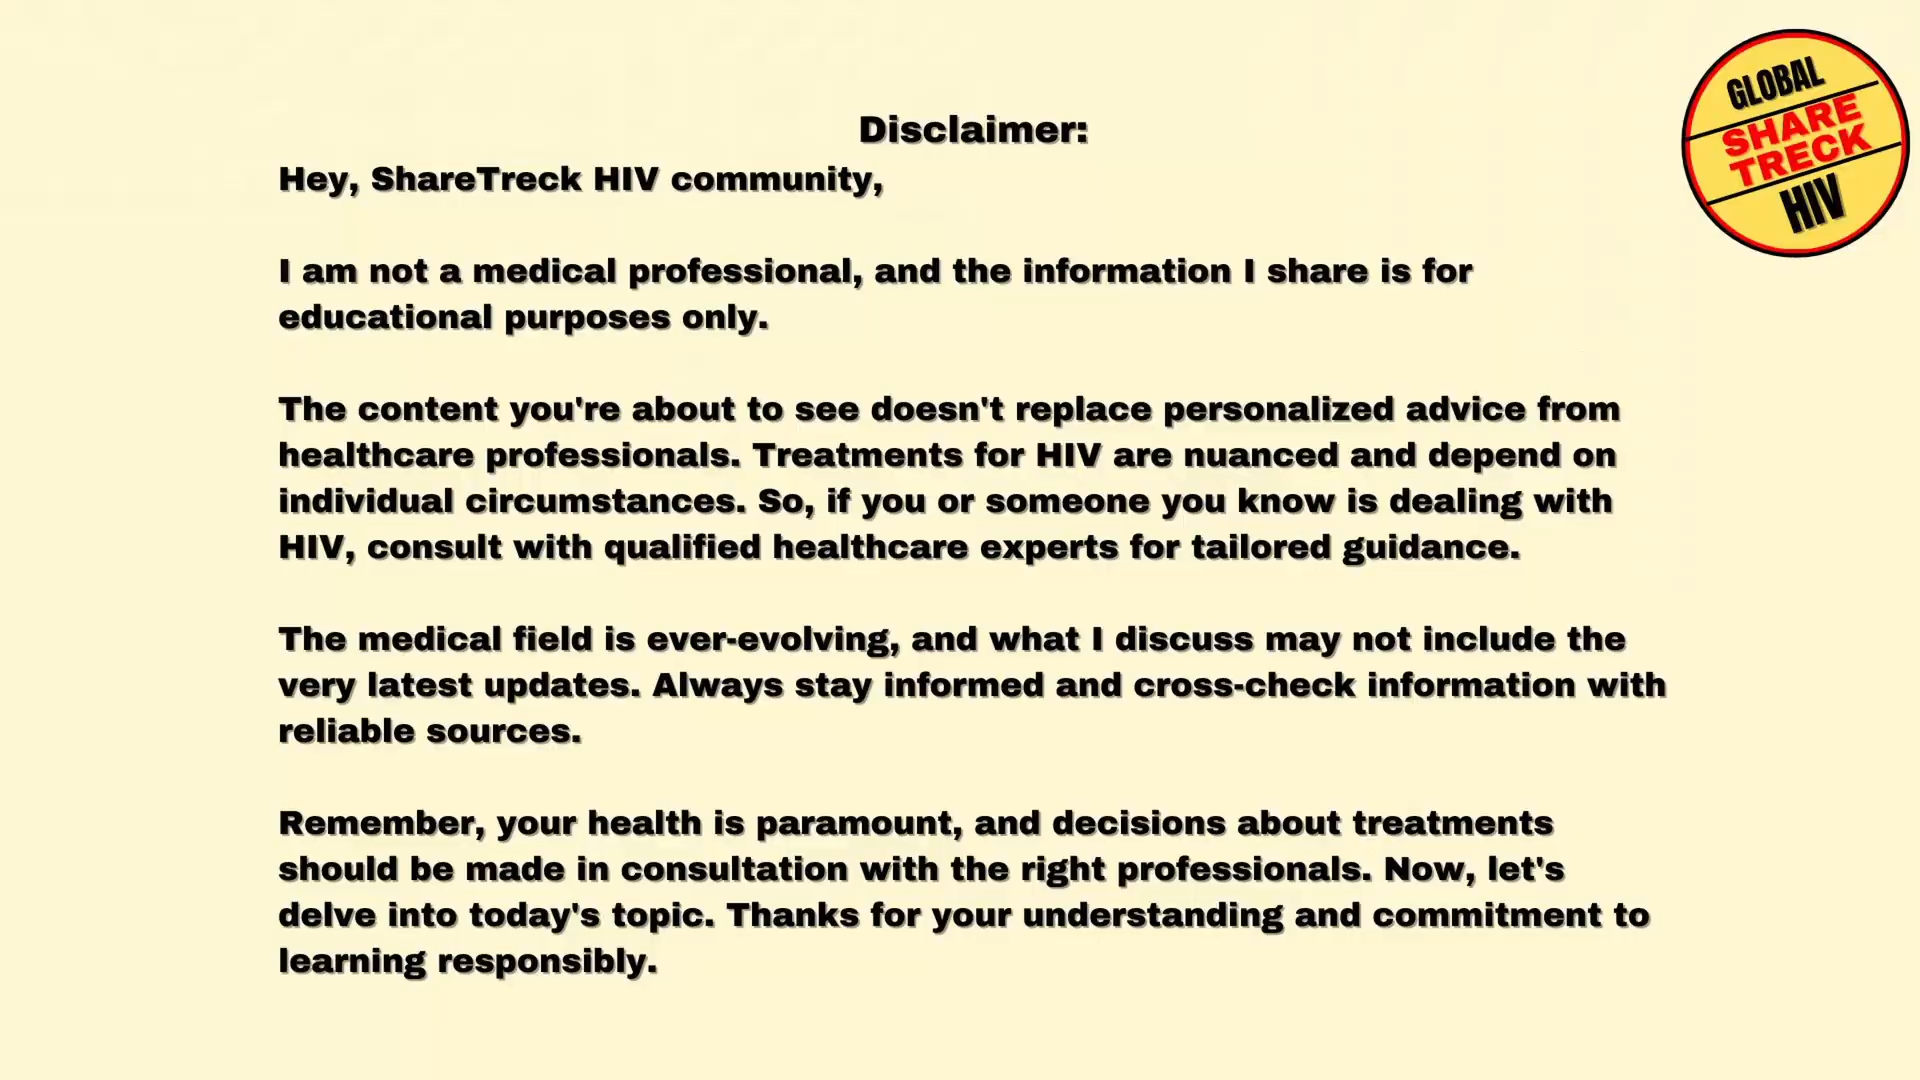 Disclaimer:
Hey, ShareTreck HIV community,
I am not a medical professional, and the information I share is for
educational purposes only.
The content you're about to see doesn't replace personalized advice from
healthcare professionals. Treatments for HIV are nuanced and depend on
individual circumstances. So, if you or someone you know is dealing with
HIV, consult with qualified healthcare experts for tailored guidance.
The medical field is ever-evolving, and what I discuss may not include the
very latest updates. Always stay informed and cross-check information with
reliable sources.
Remember, your health is paramount, and decisions about treatments
should be made in consultation with the right professionals. Now, let's
delve into today's topic. Thanks for your understanding and commitment to
learning responsibly.
GLOBAL
SHARE
TRECK
HIV